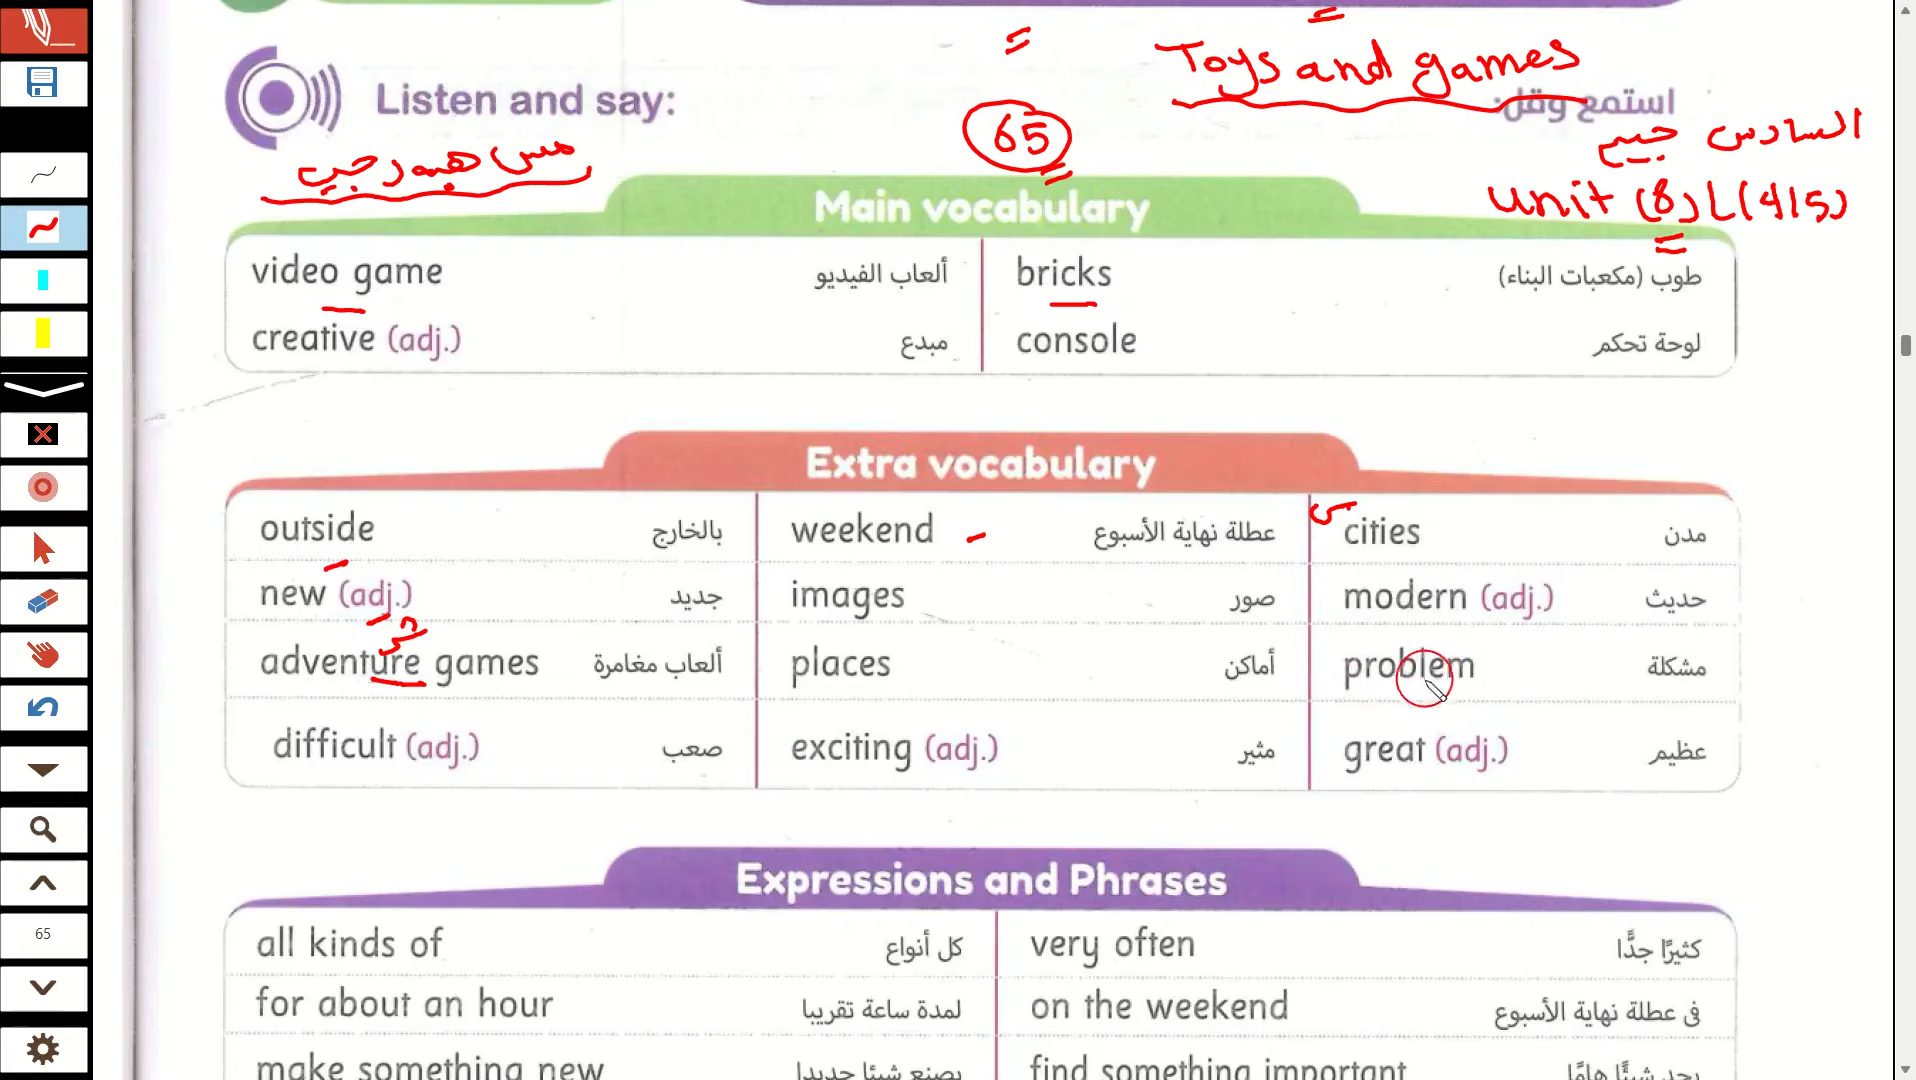 Toys and games
Listen and say:
استمع وقل:
65
السادس جيم
Unit (8) L(4/5)
Main vocabulary
video game ألعاب الفيديو bricks طوب (مكعبات البناء)
creative (adj.) مبدع console لوحة تحكم
Extra vocabulary
outside بالخارج weekend عطلة نهاية الأسبوع cities مدن
س
new (adj.) جديد images صور modern (adj.) حديث
adventure games ألعاب مغامرة places أماكن problem مشكلة
difficult (adj.) صعب exciting (adj.) مثير great (adj.) عظيم
Expressions and Phrases
all kinds of كل أنواع very often كثيرًا جدًّا
for about an hour لمدة ساعة تقريبا on the weekend فى عطلة نهاية الأسبوع
make something new يصنع شيئا جديدا find something important يجد شيئًا هامًا
65